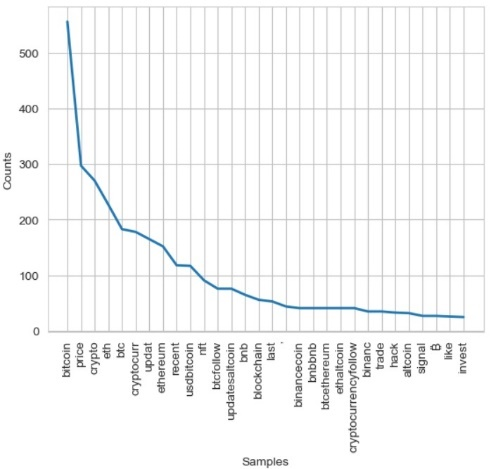 500
400
300
200
100
0
Counts
bitcoin
price
crypto
eth
btc
cryptocurr
updat
ethereum
recent
usdbitcoin
nft
btcfollow
updatesaltcoin
bnb
blockchain
last
binancecoin
bnbbnb
btcethereum
ethaltcoin
cryptocurrencyfollow
binanc
trade
hack
altcoin
signal
₿
like
invest
Samples